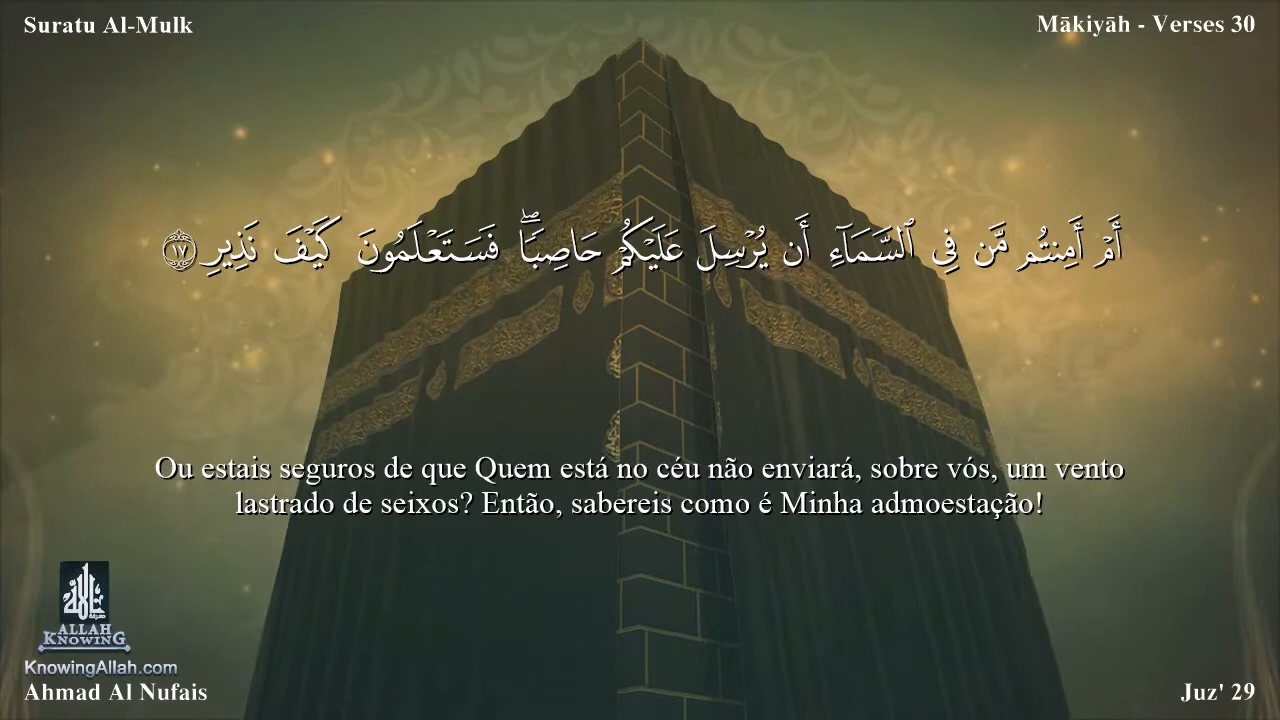 Suratu Al-Mulk
Mākiyāh - Verses 30
أَمْ أَمِنتُم مَّن فِى ٱلسَّمَآءِ أَن يُرْسِلَ عَلَيْكُمْ حَاصِبًا ۖ فَسَتَعْلَمُونَ كَيْفَ نَذِيرِ ١٧
Ou estais seguros de que Quem está no céu não enviará, sobre vós, um vento
lastrado de seixos? Então, sabereis como é Minha admoestação!
ALLAH
KNOWING
KnowingAllah.com
Ahmad Al Nufais
Juz' 29